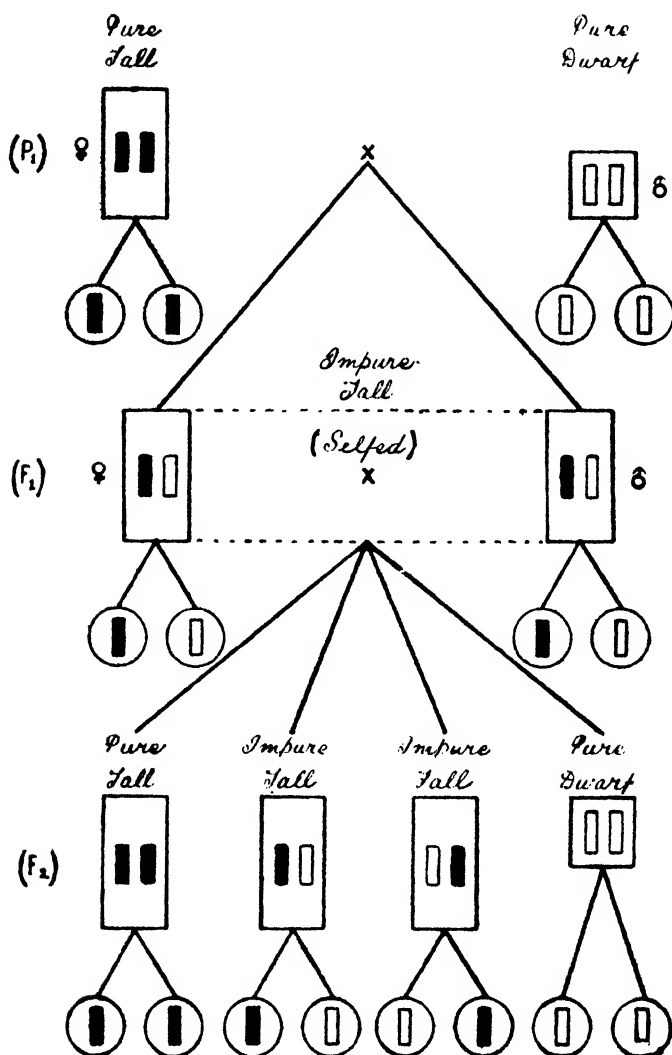 Pure
Tall
Pure
Dwarf
(P₁) ♀ x ♂
Impure
Tall
(Selfed)
(F₁) ♀ x ♂
Pure
Tall
Impure
Tall
Impure
Tall
Pure
Dwarf
(F₂)